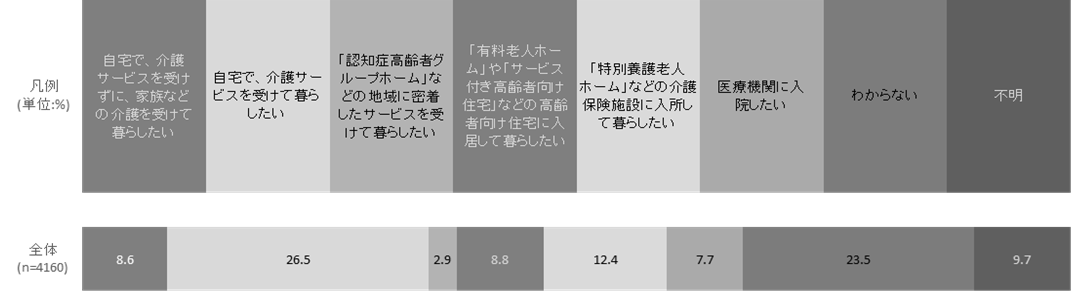 凡例
(単位:%)
自宅で、介護
サービスを受け
ずに、家族など
の介護を受けて
暮らしたい
自宅で、介護サー
ビスを受けて暮ら
したい
「認知症高齢者グ
ループホーム」な
どの地域に密着
したサービスを受
けて暮らしたい
「有料老人ホー
ム」や「サービス
付き高齢者向け
住宅」などの高齢
者向け住宅に入
居して暮らしたい
「特別養護老人
ホーム」などの介護
保険施設に入所し
て暮らしたい
医療機関に入
院したい
わからない
不明
全体
(n=4160)
8.6
26.5
2.9
8.8
12.4
7.7
23.5
9.7